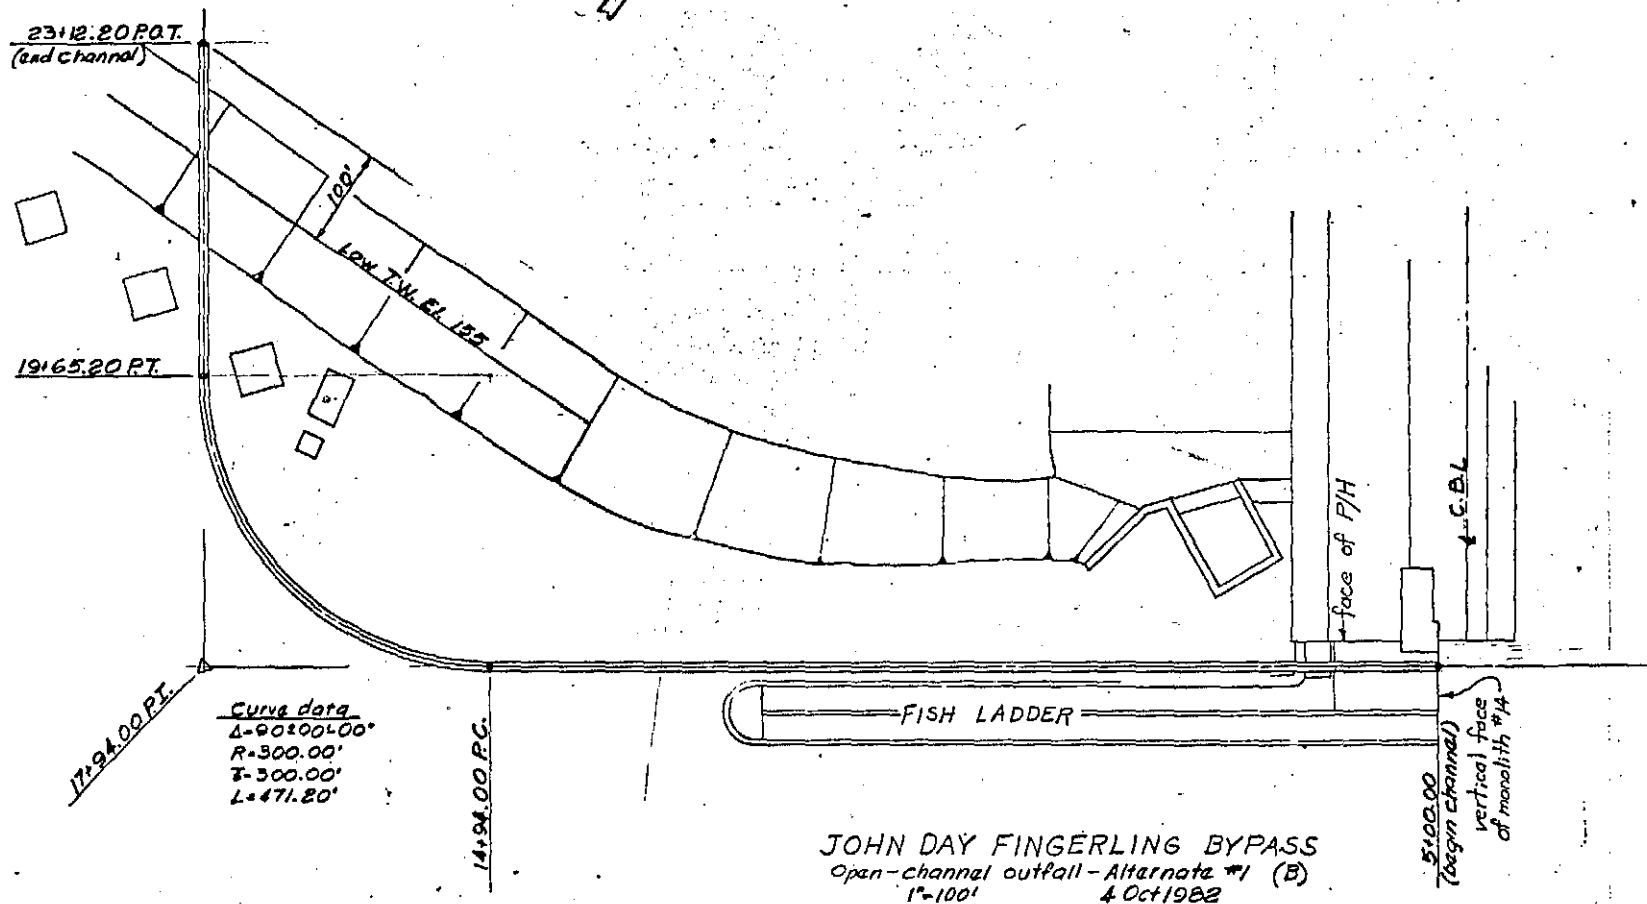 23+12.20 P.O.T.
(end channel)
100'
Low T.W. El. 155
19+65.20 P.T.
face of P/H
C.B.L
FISH LADDER
17+94.00 P.I.
Curve data
Δ-90°00'-00"
R=300.00'
T-300.00'
L=471.20'
14+94.00 P.C.
5+00.00
(begin channel)
vertical face
of monolith #14
JOHN DAY FINGERLING BYPASS
Open-channel outfall-Alternate #1 (B)
1"=100' 4 Oct 1982